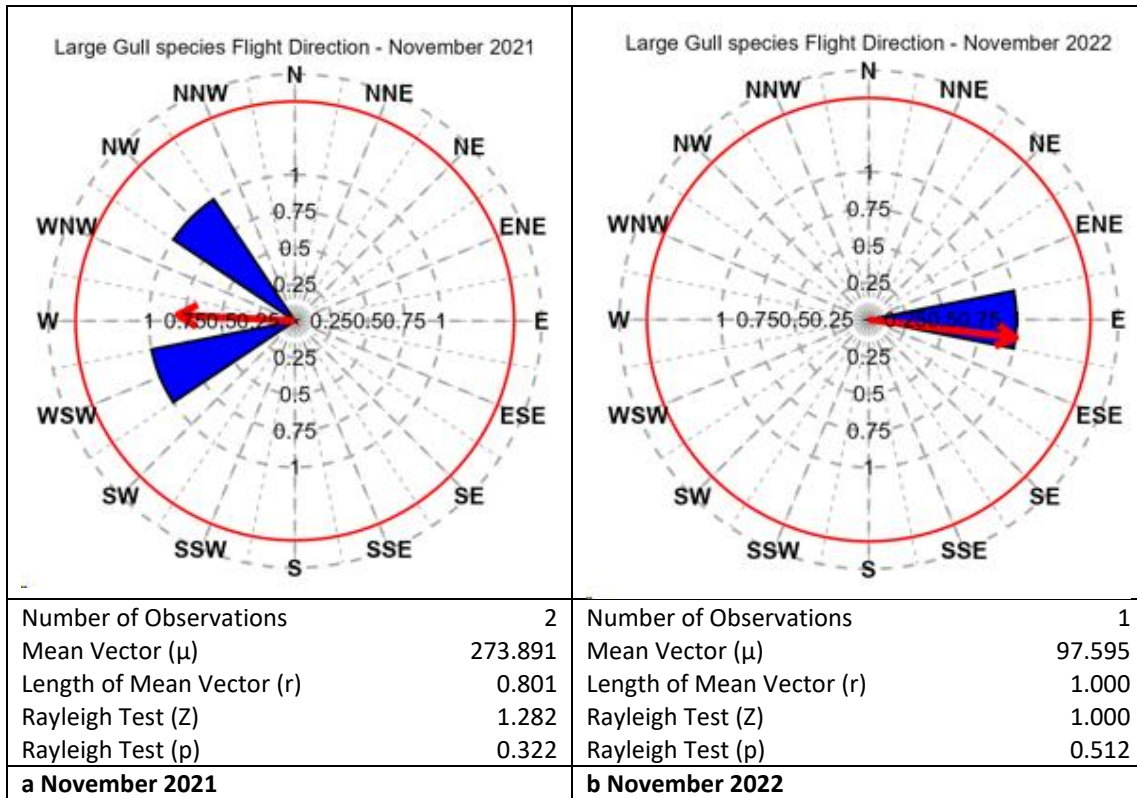 Large Gull species Flight Direction - November 2021
N
NNW
NNE
NW
NE
WNW
ENE
1
0.75
0.5
0.25
W
1 0.750.50.25
0.250.50.75 1
E
0.25
0.5
0.75
1
WSW
ESE
SW
SE
SSW
SSE
S
Number of Observations 2
Mean Vector (µ) 273.891
Length of Mean Vector (r) 0.801
Rayleigh Test (Z) 1.282
Rayleigh Test (p) 0.322
a November 2021
Large Gull species Flight Direction - November 2022
N
NNW
NNE
NW
NE
WNW
ENE
1
0.75
0.5
0.25
W
1 0.750.50.25
0.250.50.75
E
0.25
0.5
0.75
1
WSW
ESE
SW
SE
SSW
SSE
S
Number of Observations 1
Mean Vector (µ) 97.595
Length of Mean Vector (r) 1.000
Rayleigh Test (Z) 1.000
Rayleigh Test (p) 0.512
b November 2022